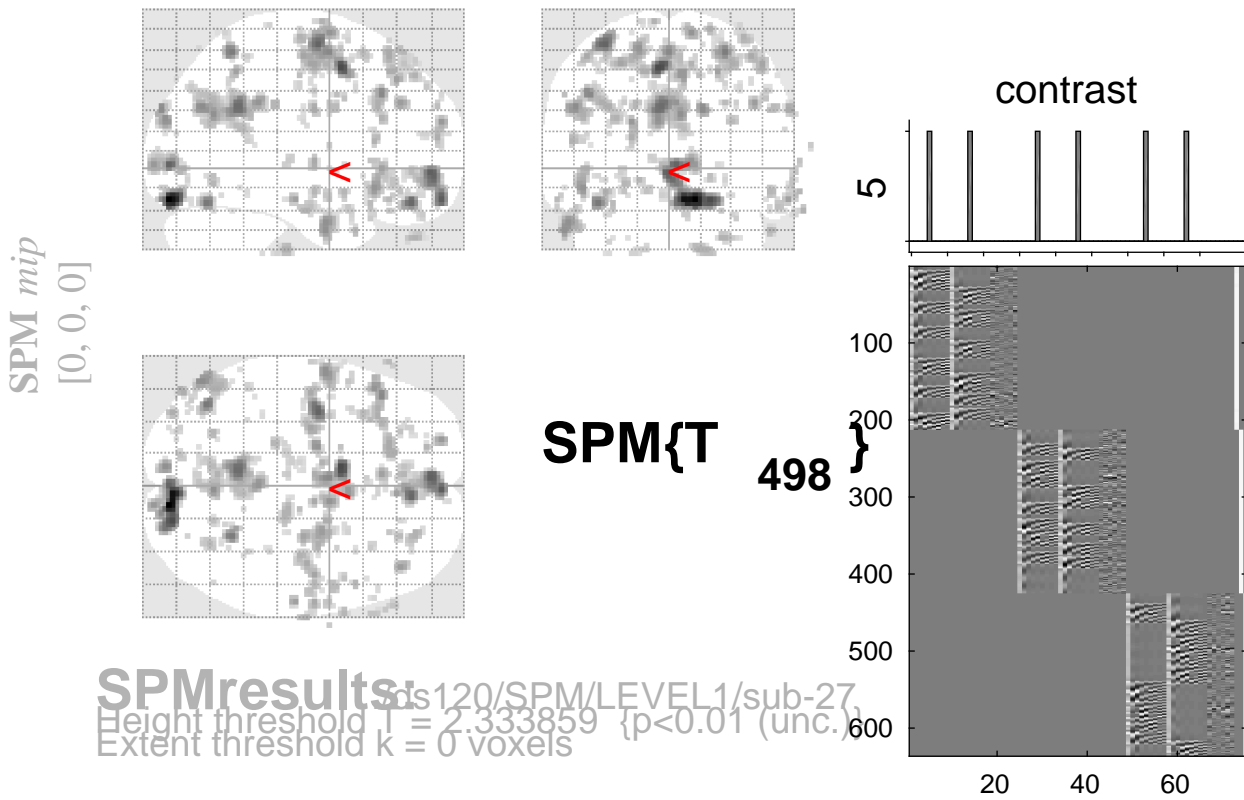 contrast
5
SPM mip
[0, 0, 0]
<
<
<
SPM{T498}
100
200
300
400
500
600
20 40 60
SPMresults: /ds120/SPM/LEVEL1/sub-27
Height threshold T = 2.333859 {p<0.01 (unc.)}
Extent threshold k = 0 voxels